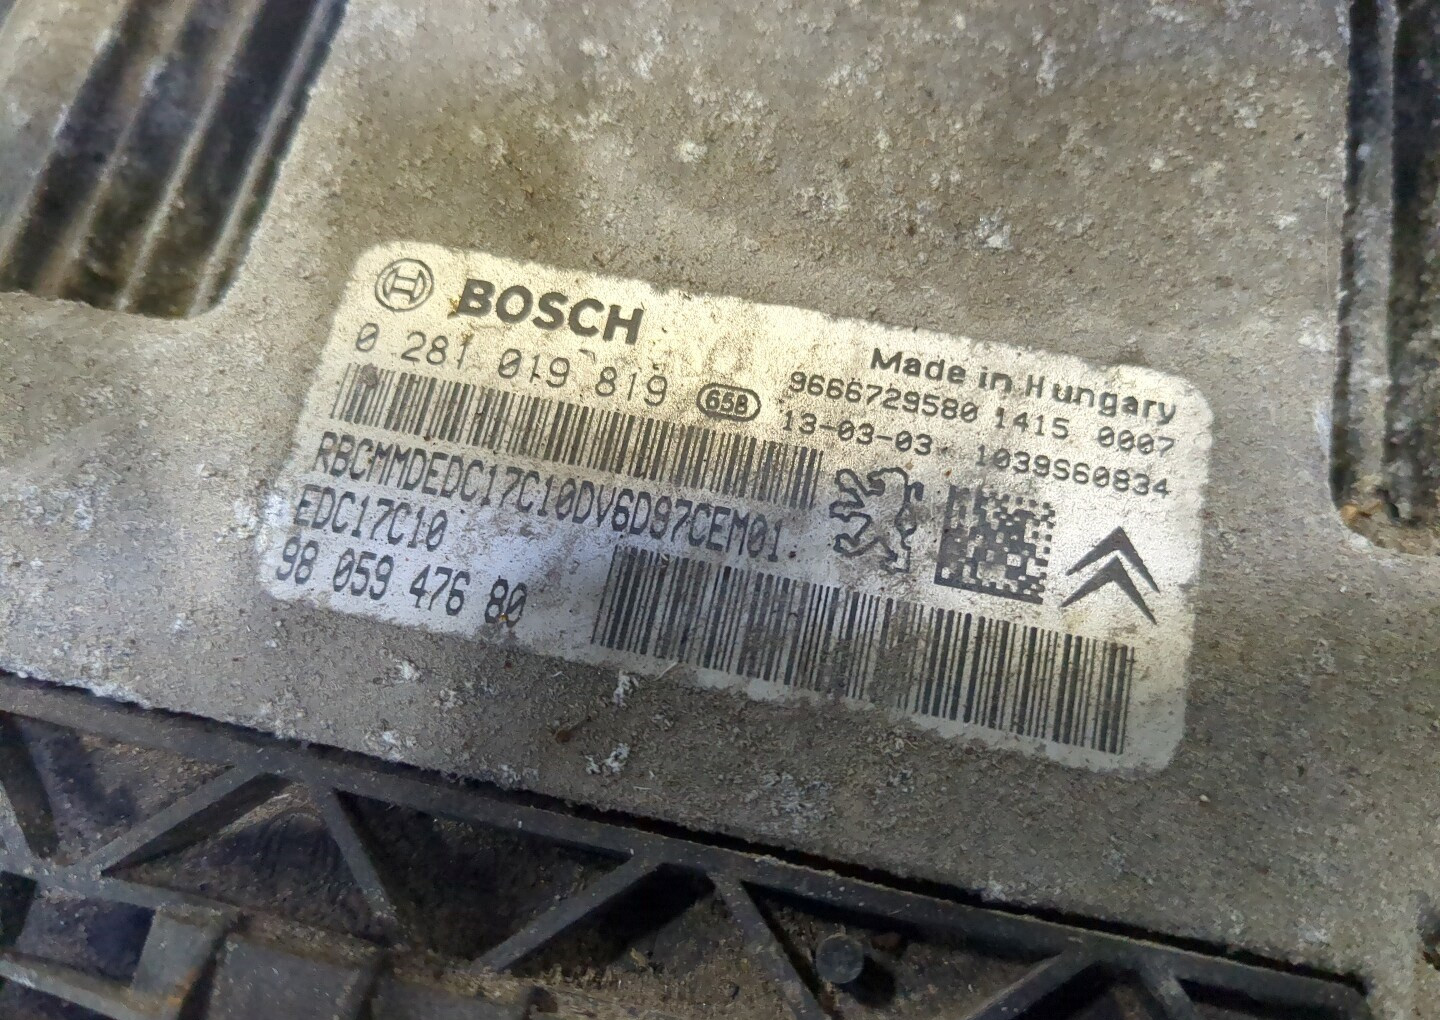 BOSCH
0 281 019 819
658
Made in Hungary
9666729580 1415 0007
13-03-03 1039S60834
RBCMMDEDC17C10DV6D97CEM01.
EDC17C10
98 059 476 80